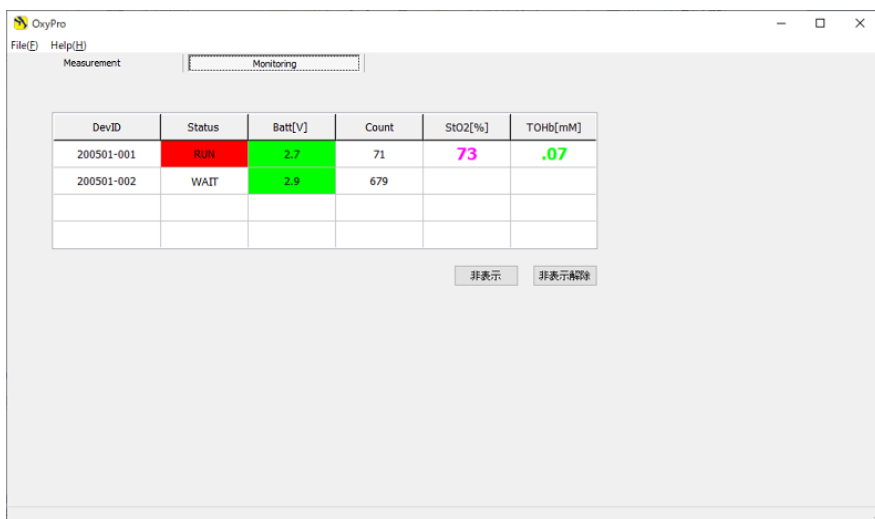 OxyPro
File(F) Help(H)
Measurement Monitoring
DevID Status Batt[V] Count StO2[%] TOHb[mM]
200501-001 RUN 2.7 71 73 .07
200501-002 WAIT 2.9 679
非表示 非表示解除